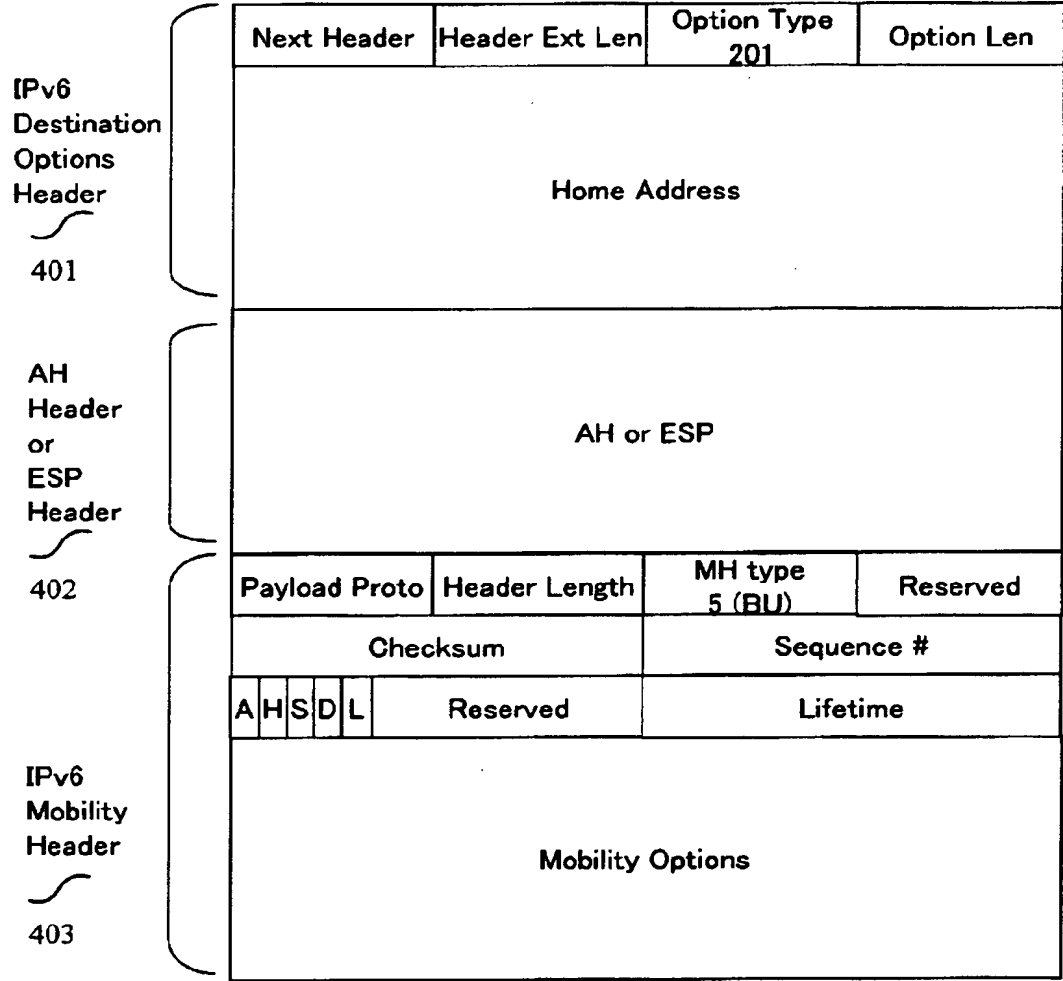 Next Header Header Ext Len Option Type 201 Option Len
IPv6
Destination
Options
Header
401
Home Address
AH
Header
or
ESP
Header
402
AH or ESP
Payload Proto Header Length MH type 5 (BU) Reserved
Checksum Sequence #
A H S D L Reserved Lifetime
IPv6
Mobility
Header
403
Mobility Options